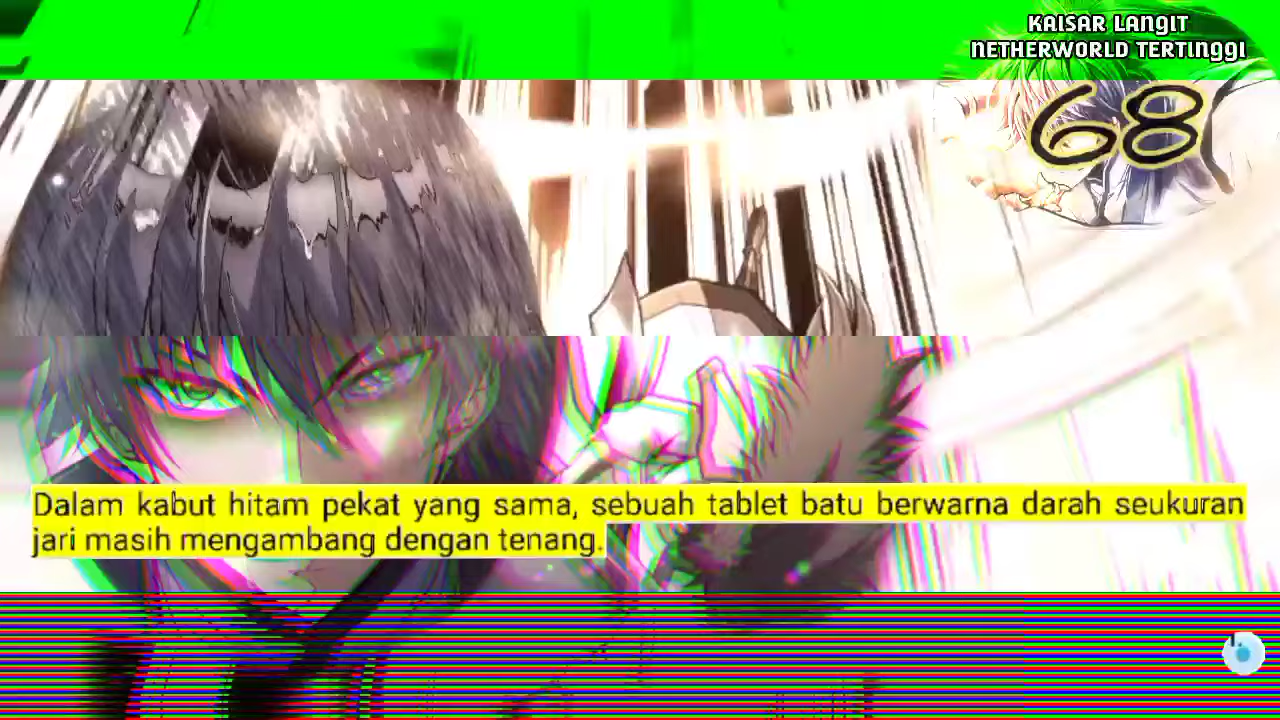 KAISAR LANGIT
NETHERWORLD TERTINGGI
68
Dalam kabut hitam pekat yang sama, sebuah tablet batu berwarna darah seukuran
jari masih mengambang dengan tenang.